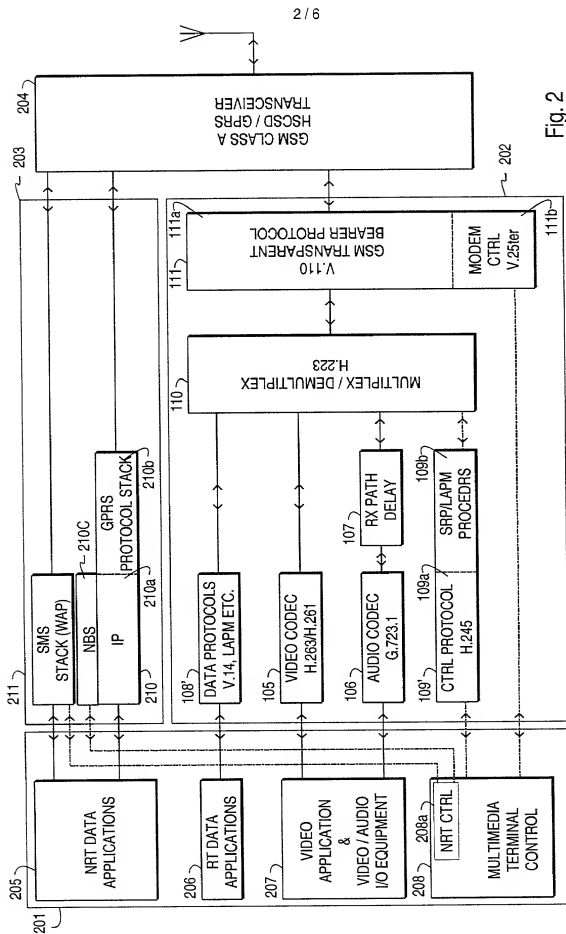 2 / 9
204
GSM CLASS A
HSCSD / GPRS
TRANSCEIVER
203
211
SMS
STACK (WAP)
210C
NBS
GPRS
PROTOCOL STACK
210b
IP
210a
210
202
111a
111
V.110
GSM TRANSPARENT
BEARER PROTOCOL
MODEM
CTRL
V.25ter
111b
110
MULTIPLEX / DEMULTIPLEX
H.223
108'
DATA PROTOCOLS
V.14, LAPM ETC.
105
VIDEO CODEC
H.263/H.261
107
RX PATH
DELAY
106
AUDIO CODEC
G.723.1
109a
109b
109'
CTRL PROTOCOL
H.245
SRP/LAPM
PROCEDRS
201
205
NRT DATA
APPLICATIONS
206
RT DATA
APPLICATIONS
207
VIDEO
APPLICATION
&
VIDEO / AUDIO
I/O EQUIPMENT
208a
NRT CTRL
208
MULTIMEDIA
TERMINAL
CONTROL
Fig. 2